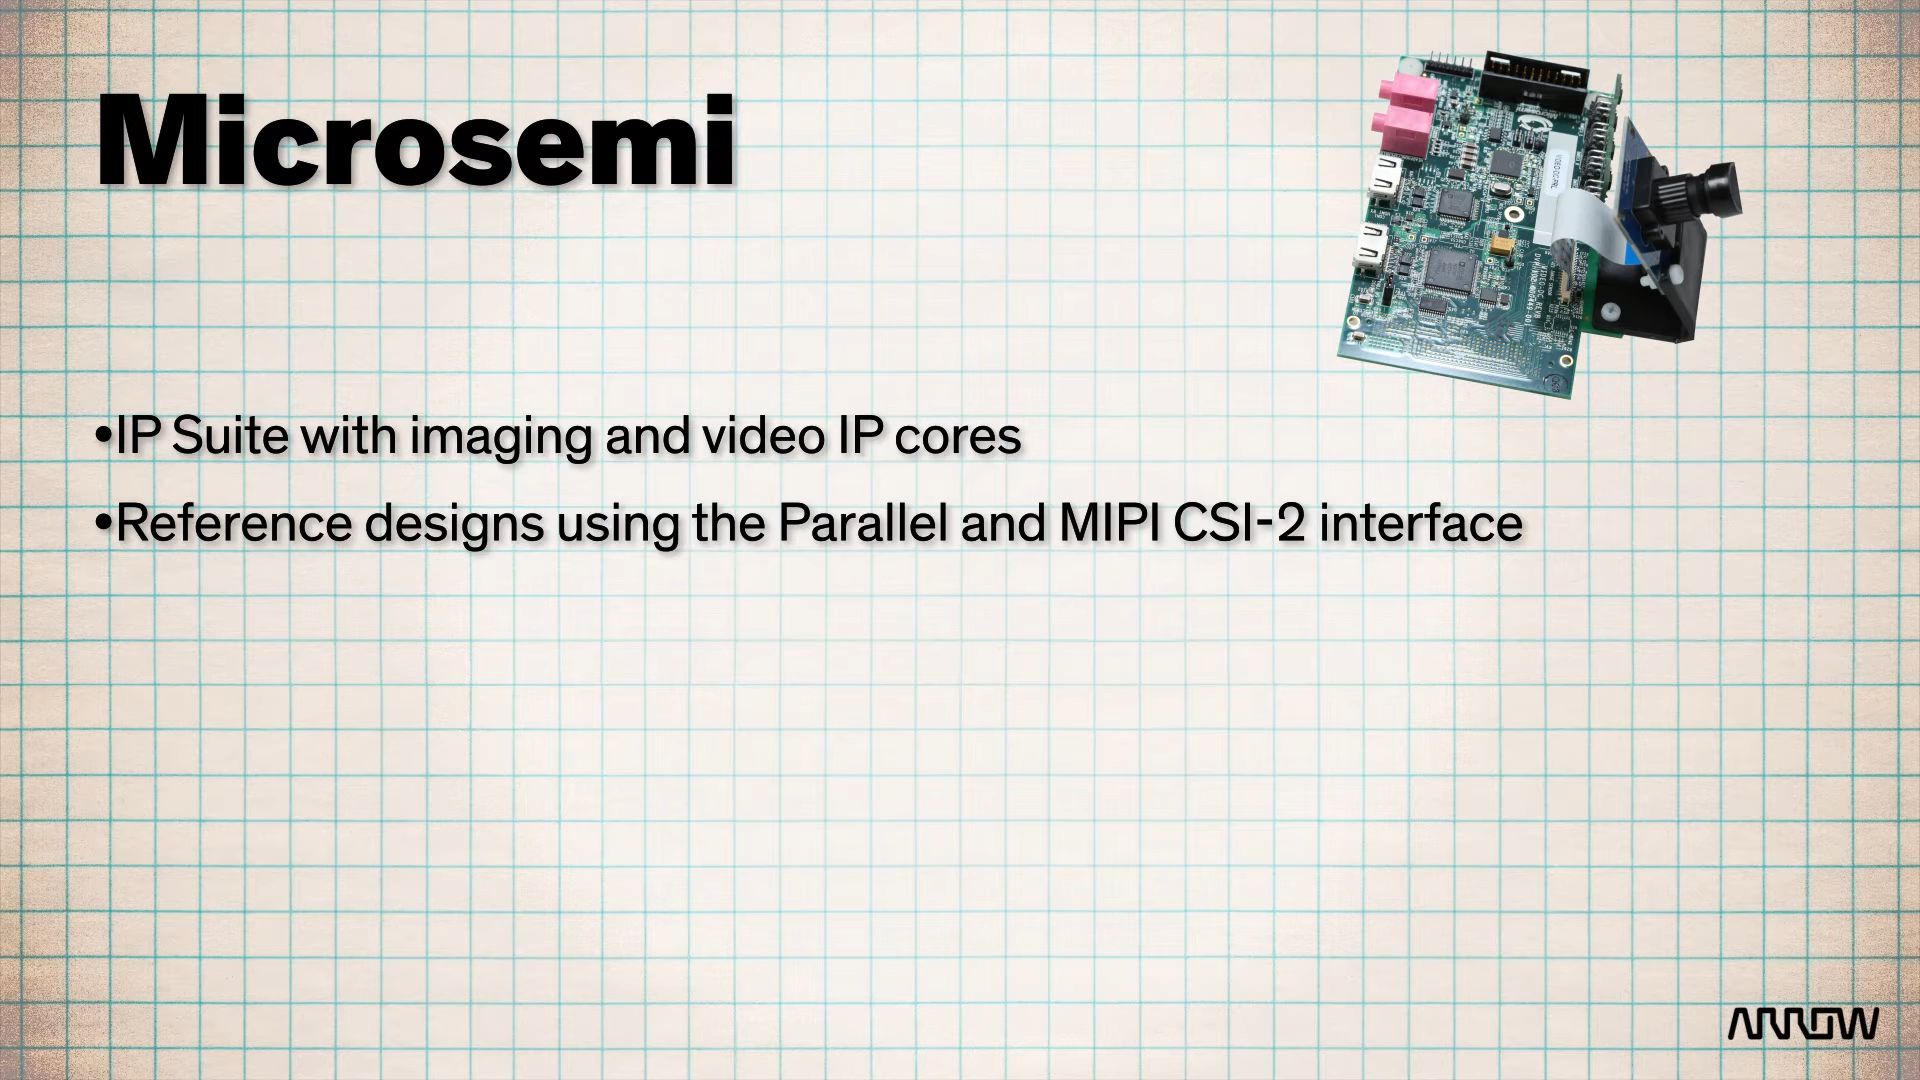 Microsemi
•IP Suite with imaging and video IP cores
•Reference designs using the Parallel and MIPI CSI-2 interface
ARROW